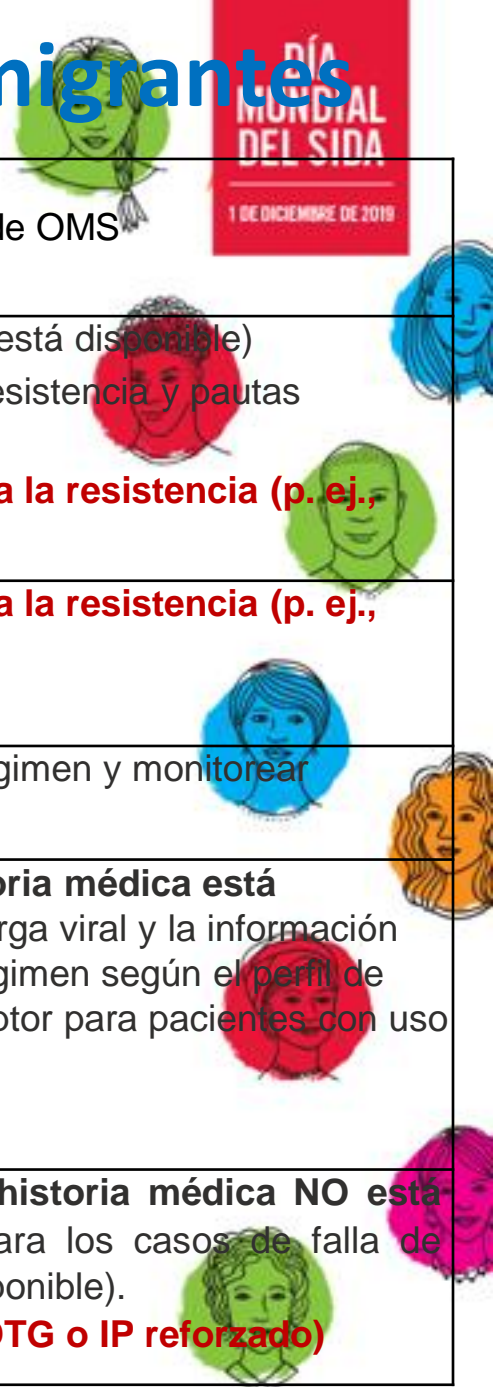 migrantes
DÍA
MUNDIAL
DEL SIDA
1 DE DICIEMBRE DE 2019
de OMS
está disponible)
esistencia y pautas
a la resistencia (p. ej.,
a la resistencia (p. ej.,
gimen y monitorear
oria médica está
rga viral y la información
gimen según el perfil de
otor para pacientes con uso
historia médica NO está
ara los casos de falla de
ponible).
OTG o IP reforzado)